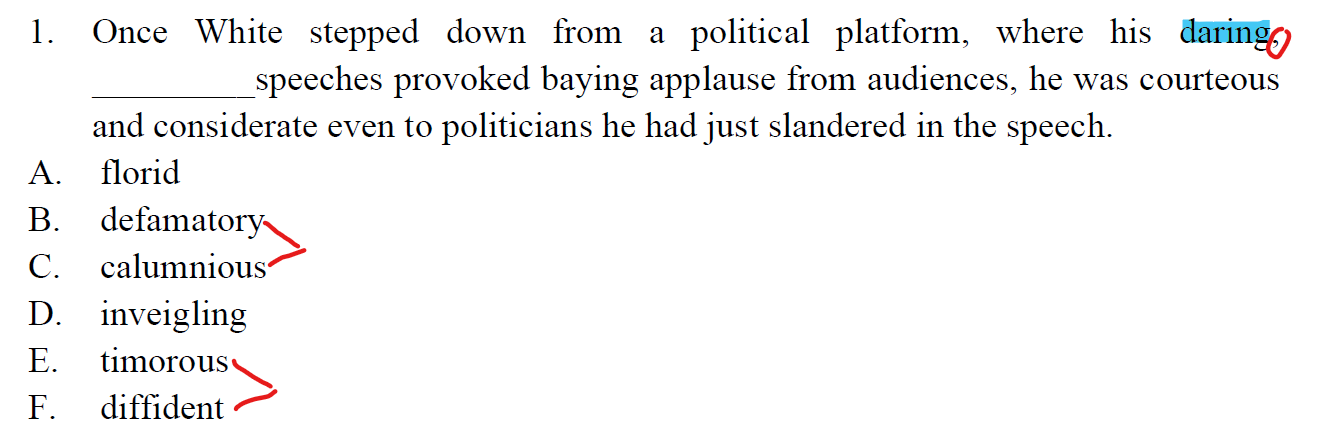 1. Once White stepped down from a political platform, where his daring,
_________speeches provoked baying applause from audiences, he was courteous
and considerate even to politicians he had just slandered in the speech.
A. florid
B. defamatory
C. calumnious
D. inveigling
E. timorous
F. diffident